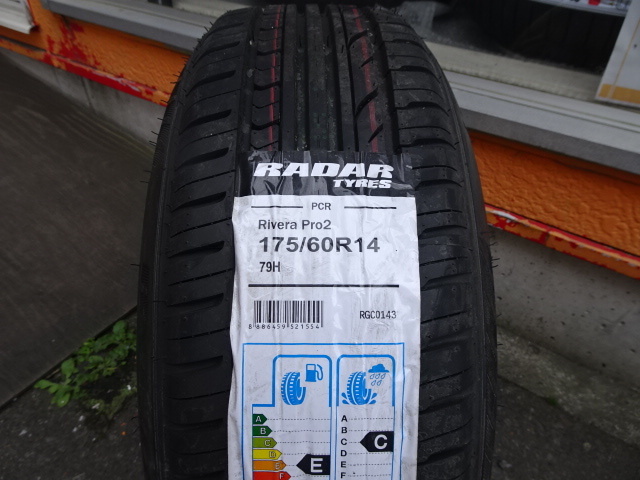 RADAR
TYRES
PCR
Rivera Pro2
175/60R14
79H
8 886459 521554
RGC0143
A
B
C
D
E
F
E
A
B
C
D
E
F
C